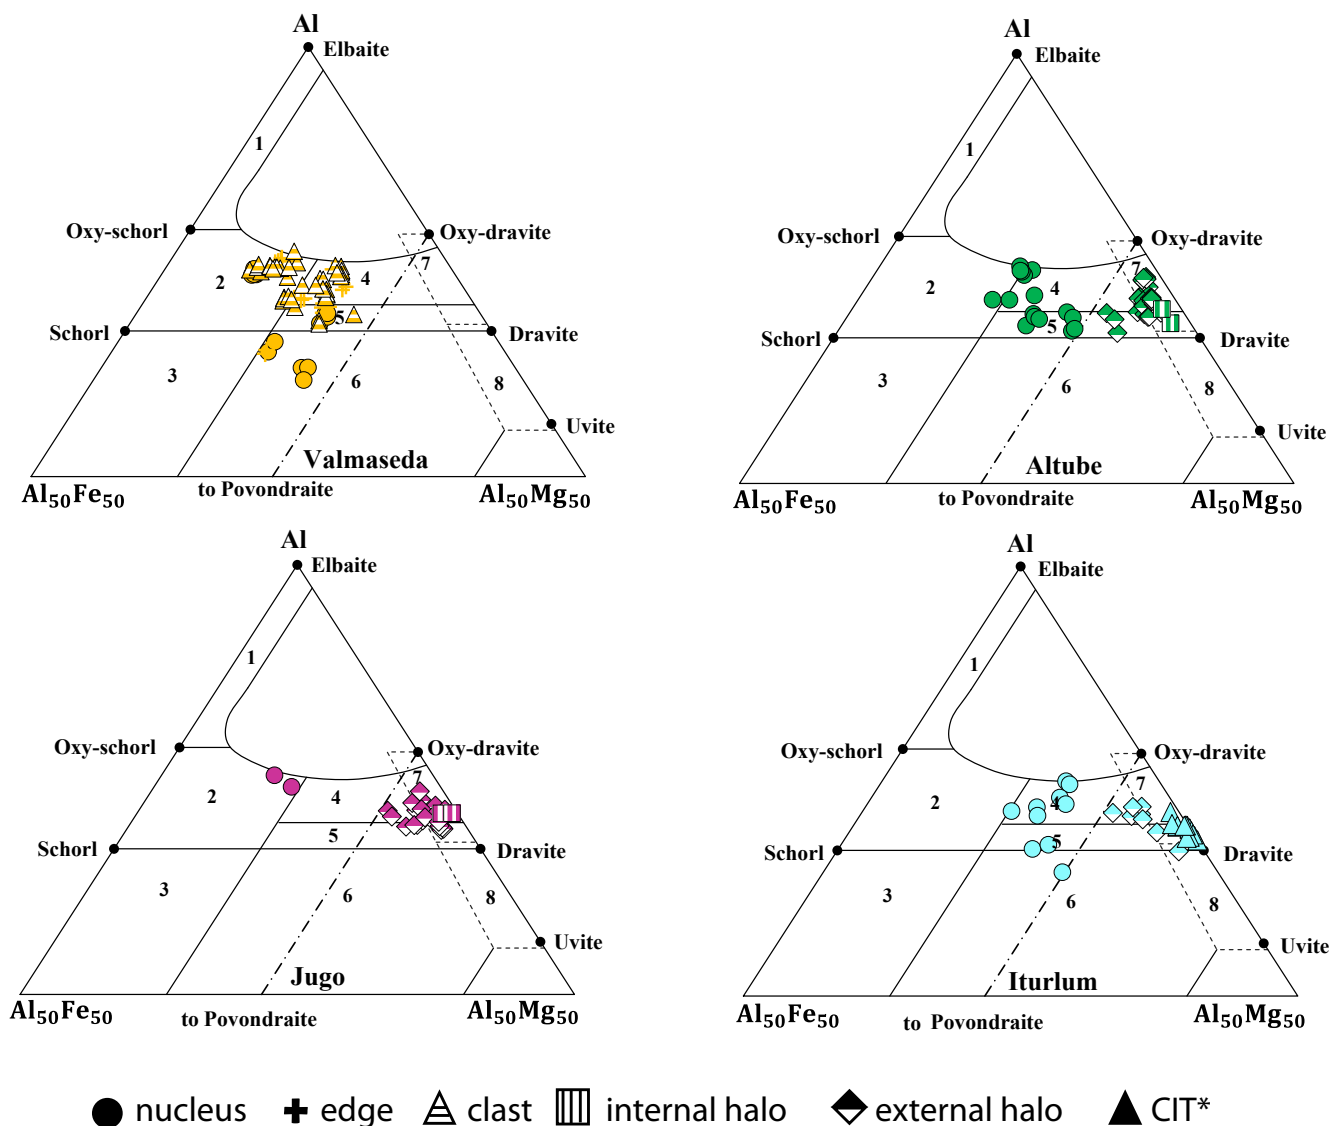 Al
Elbaite
1
Oxy-schorl
Oxy-dravite
7
2
4
5
Schorl
Dravite
3
6
8
Uvite
Valmaseda
Al₅₀Fe₅₀
to Povondraite
Al₅₀Mg₅₀
Al
Elbaite
1
Oxy-schorl
Oxy-dravite
7
2
4
5
Schorl
Dravite
3
6
8
Uvite
Altube
Al₅₀Fe₅₀
to Povondraite
Al₅₀Mg₅₀
Al
Elbaite
1
Oxy-schorl
Oxy-dravite
7
2
4
5
Schorl
Dravite
3
6
8
Uvite
Jugo
Al₅₀Fe₅₀
to Povondraite
Al₅₀Mg₅₀
Al
Elbaite
1
Oxy-schorl
Oxy-dravite
7
2
4
5
Schorl
Dravite
3
6
8
Uvite
Iturlum
Al₅₀Fe₅₀
to Povondraite
Al₅₀Mg₅₀
nucleus edge clast internal halo external halo CIT*